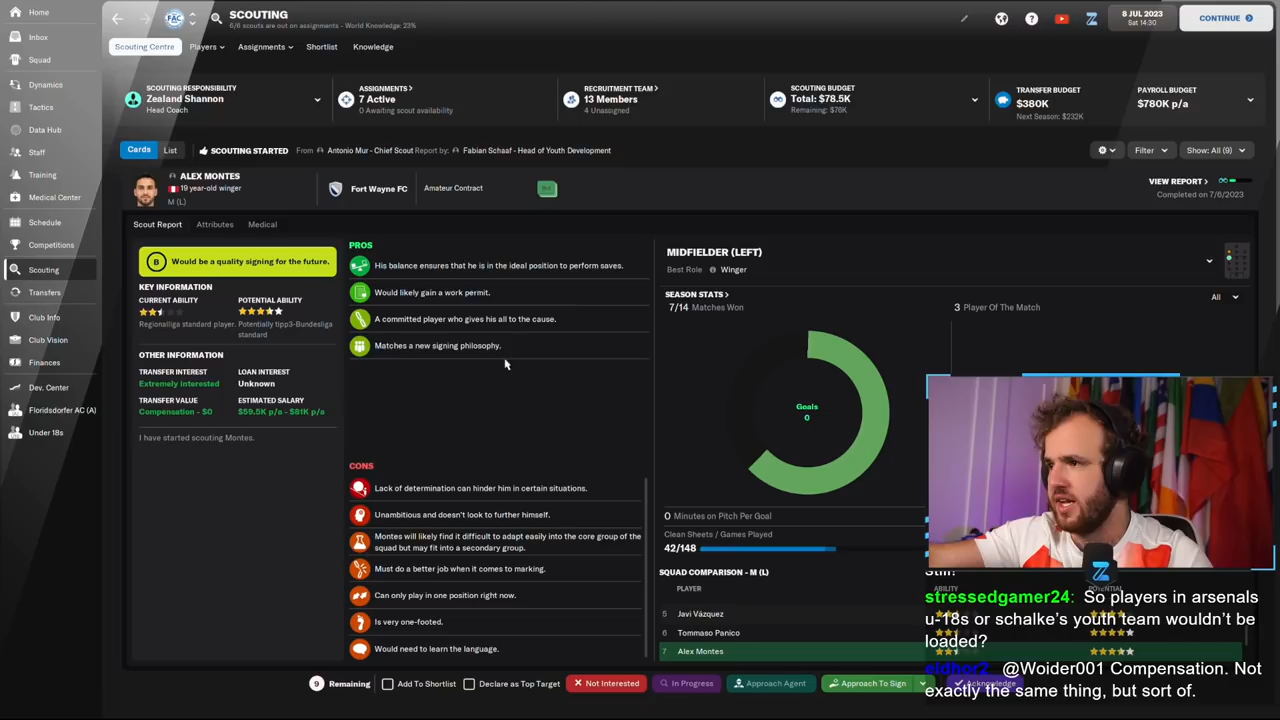 Home
Inbox
Squad
Dynamics
Tactics
Data Hub
Staff
Training
Medical Center
Schedule
Competitions
Scouting
Transfers
Club Info
Club Vision
Finances
Dev. Center
Floridsdorfer AC (A)
Under 18s
FAC
SCOUTING
6/6 scouts are out on assignments - World Knowledge: 23%
8 JUL 2023
Sat 14:30
CONTINUE
Scouting Centre
Players
Assignments
Shortlist
Knowledge
SCOUTING RESPONSIBILITY
Zealand Shannon
Head Coach
ASSIGNMENTS >
7 Active
0 Awaiting scout availability
RECRUITMENT TEAM >
13 Members
4 Unassigned
SCOUTING BUDGET
Total: $78.5K
Remaining: $76K
TRANSFER BUDGET
$380K
Next Season: $232K
PAYROLL BUDGET
$780K p/a
Cards
List
SCOUTING STARTED
From Antonio Mur - Chief Scout Report by: Fabian Schaaf - Head of Youth Development
Filter
Show: All (9)
ALEX MONTES
19 year-old winger
M (L)
Fort Wayne FC
Amateur Contract
VIEW REPORT >
Completed on 7/6/2023
Scout Report
Attributes
Medical
B Would be a quality signing for the future.
KEY INFORMATION
CURRENT ABILITY
Regionalliga standard player.
POTENTIAL ABILITY
Potentially tipp3-Bundesliga
standard
OTHER INFORMATION
TRANSFER INTEREST
Extremely interested
LOAN INTEREST
Unknown
TRANSFER VALUE
Compensation - $0
ESTIMATED SALARY
$59.5K p/a - $81K p/a
I have started scouting Montes.
PROS
His balance ensures that he is in the ideal position to perform saves.
Would likely gain a work permit.
A committed player who gives his all to the cause.
Matches a new signing philosophy.
CONS
Lack of determination can hinder him in certain situations.
Unambitious and doesn't look to further himself.
Montes will likely find it difficult to adapt easily into the core group of the
squad but may fit into a secondary group.
Must do a better job when it comes to marking.
Can only play in one position right now.
Is very one-footed.
Would need to learn the language.
MIDFIELDER (LEFT)
Best Role Winger
SEASON STATS >
7/14 Matches Won
All
3 Player Of The Match
Goals
0
0 Minutes on Pitch Per Goal
Clean Sheets / Games Played
42/148
SQUAD COMPARISON - M (L)
PLAYER
5 Javi Vázquez
6 Tommaso Panico
7 Alex Montes
9 Remaining
Add To Shortlist
Declare as Top Target
Not Interested
In Progress
Approach Agent
Approach To Sign
Acknowledge
stressedgamer24: So players in arsenals
u-18s or schalke's youth team wouldn't be
loaded?
eldhor2: @Woider001 Compensation. Not
exactly the same thing, but sort of.